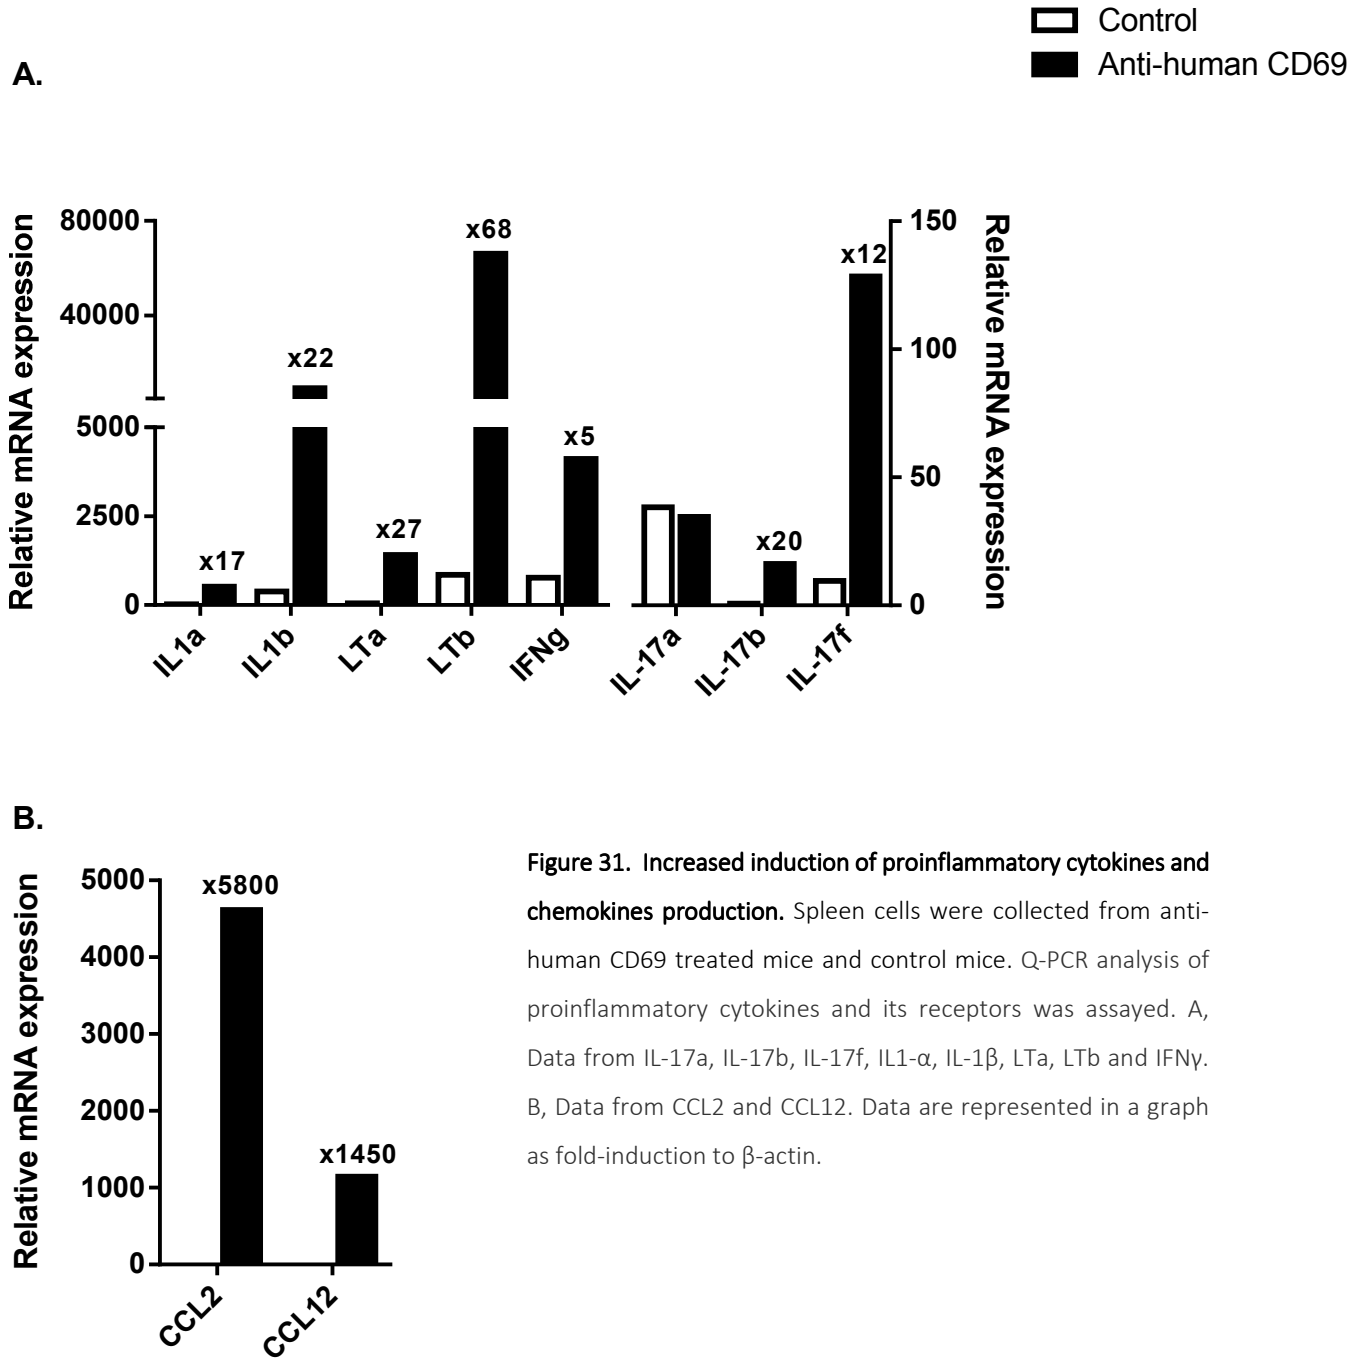 Control
Anti-human CD69
A.
Relative mRNA expression
80000
40000
5000
2500
0
x17
x22
x27
x68
x5
x20
x12
150
100
50
0
Relative mRNA expression
IL1a
IL1b
LTa
LTb
IFNg
IL-17a
IL-17b
IL-17f
B.
Relative mRNA expression
5000
4000
3000
2000
1000
0
x5800
x1450
CCL2
CCL12
Figure 31. Increased induction of proinflammatory cytokines and
chemokines production. Spleen cells were collected from anti-
human CD69 treated mice and control mice. Q-PCR analysis of
proinflammatory cytokines and its receptors was assayed. A,
Data from IL-17a, IL-17b, IL-17f, IL1-α, IL-1β, LTa, LTb and IFNγ.
B, Data from CCL2 and CCL12. Data are represented in a graph
as fold-induction to β-actin.